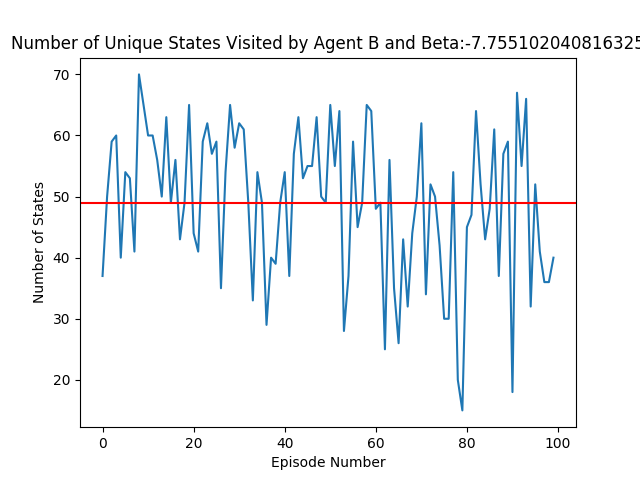 Number of Unique States Visited by Agent B and Beta:-7.755102040816325
70
60
50
40
30
20
Number of States
0 20 40 60 80 100
Episode Number